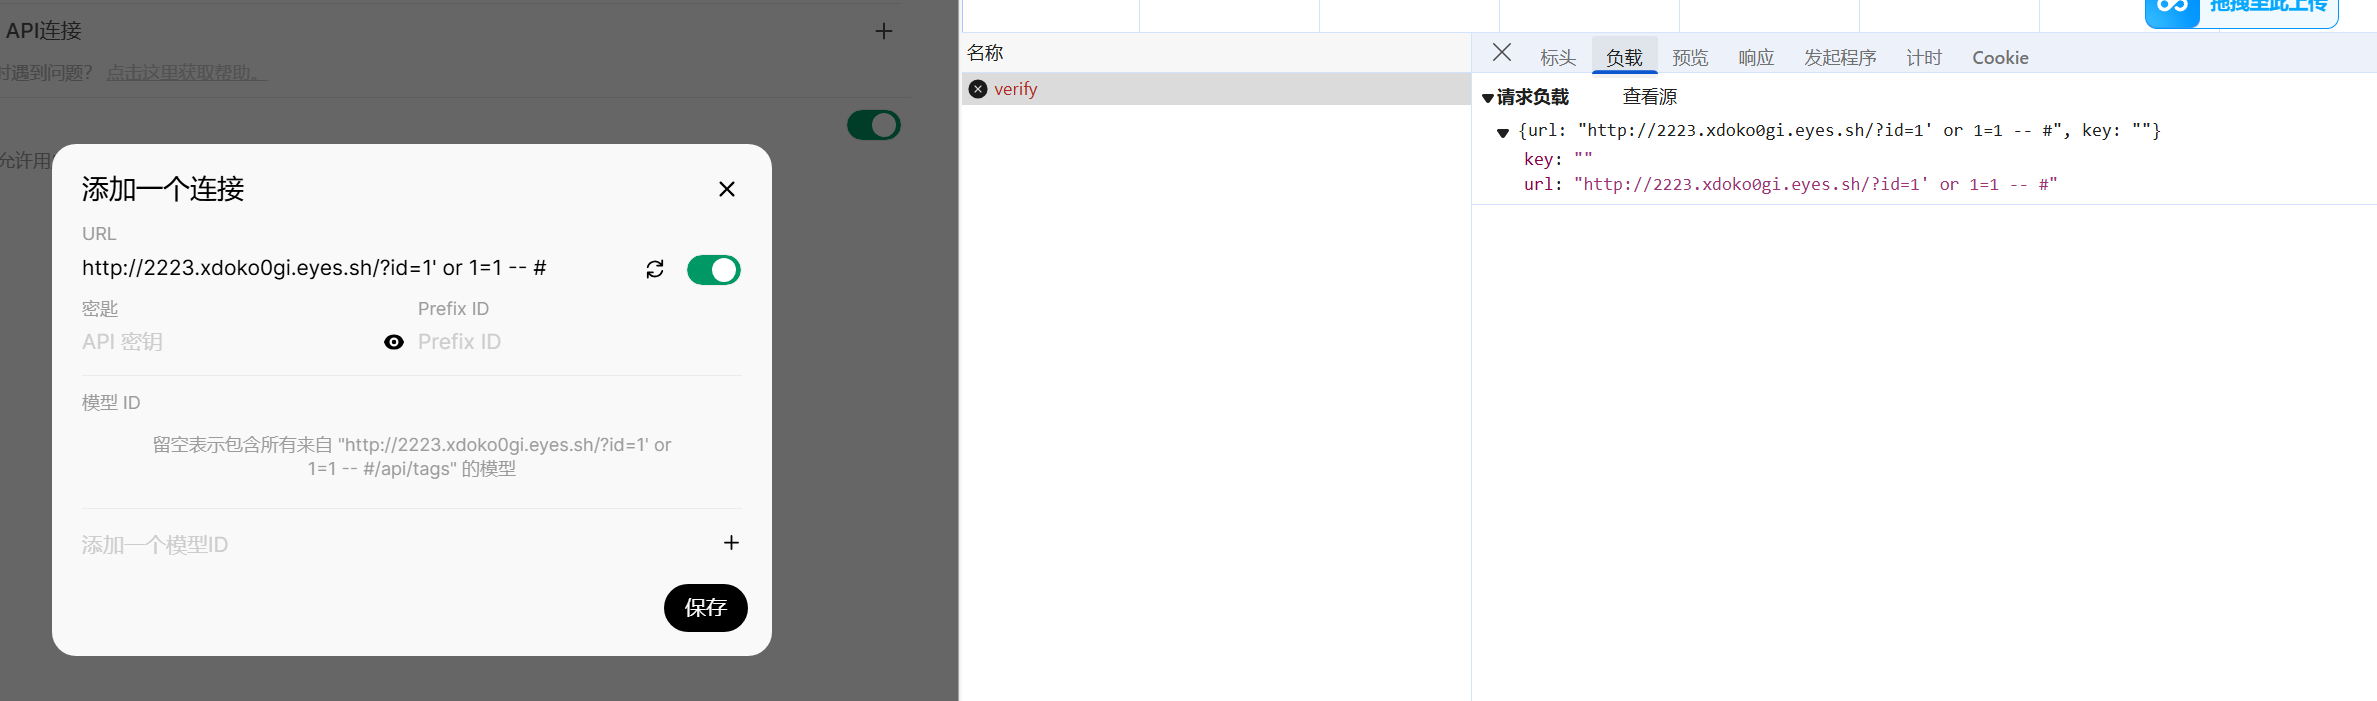 API连接
时遇到问题? 点击这里获取帮助。
允许用
添加一个连接
URL
http://2223.xdoko0gi.eyes.sh/?id=1' or 1=1 -- #
密匙 Prefix ID
API 密钥 Prefix ID
模型 ID
留空表示包含所有来自 "http://2223.xdoko0gi.eyes.sh/?id=1' or
1=1 -- #/api/tags" 的模型
添加一个模型ID
保存
拖拽至此上传
名称
verify
标头 负载 预览 响应 发起程序 计时 Cookie
请求负载 查看源
{url: "http://2223.xdoko0gi.eyes.sh/?id=1' or 1=1 -- #", key: ""}
key: ""
url: "http://2223.xdoko0gi.eyes.sh/?id=1' or 1=1 -- #"